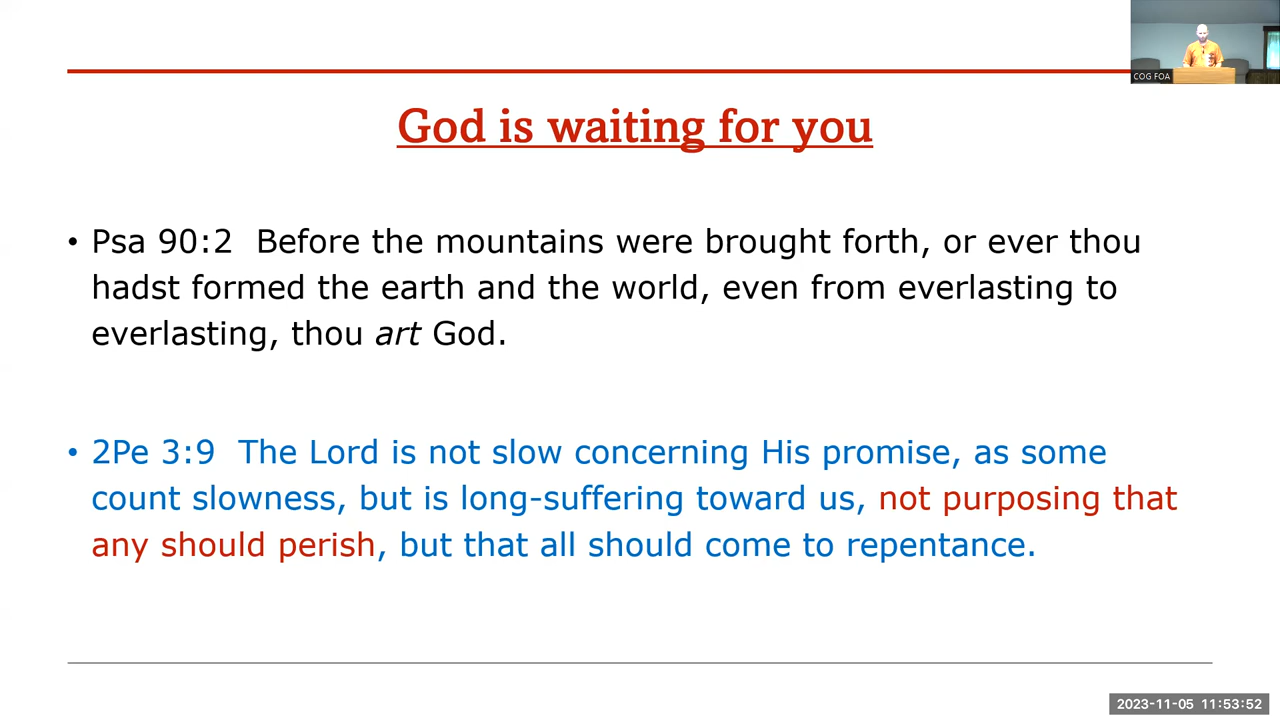 COG FOA
God is waiting for you
• Psa 90:2  Before the mountains were brought forth, or ever thou
hadst formed the earth and the world, even from everlasting to
everlasting, thou art God.
• 2Pe 3:9  The Lord is not slow concerning His promise, as some
count slowness, but is long-suffering toward us, not purposing that
any should perish, but that all should come to repentance.
2023-11-05 11:53:52